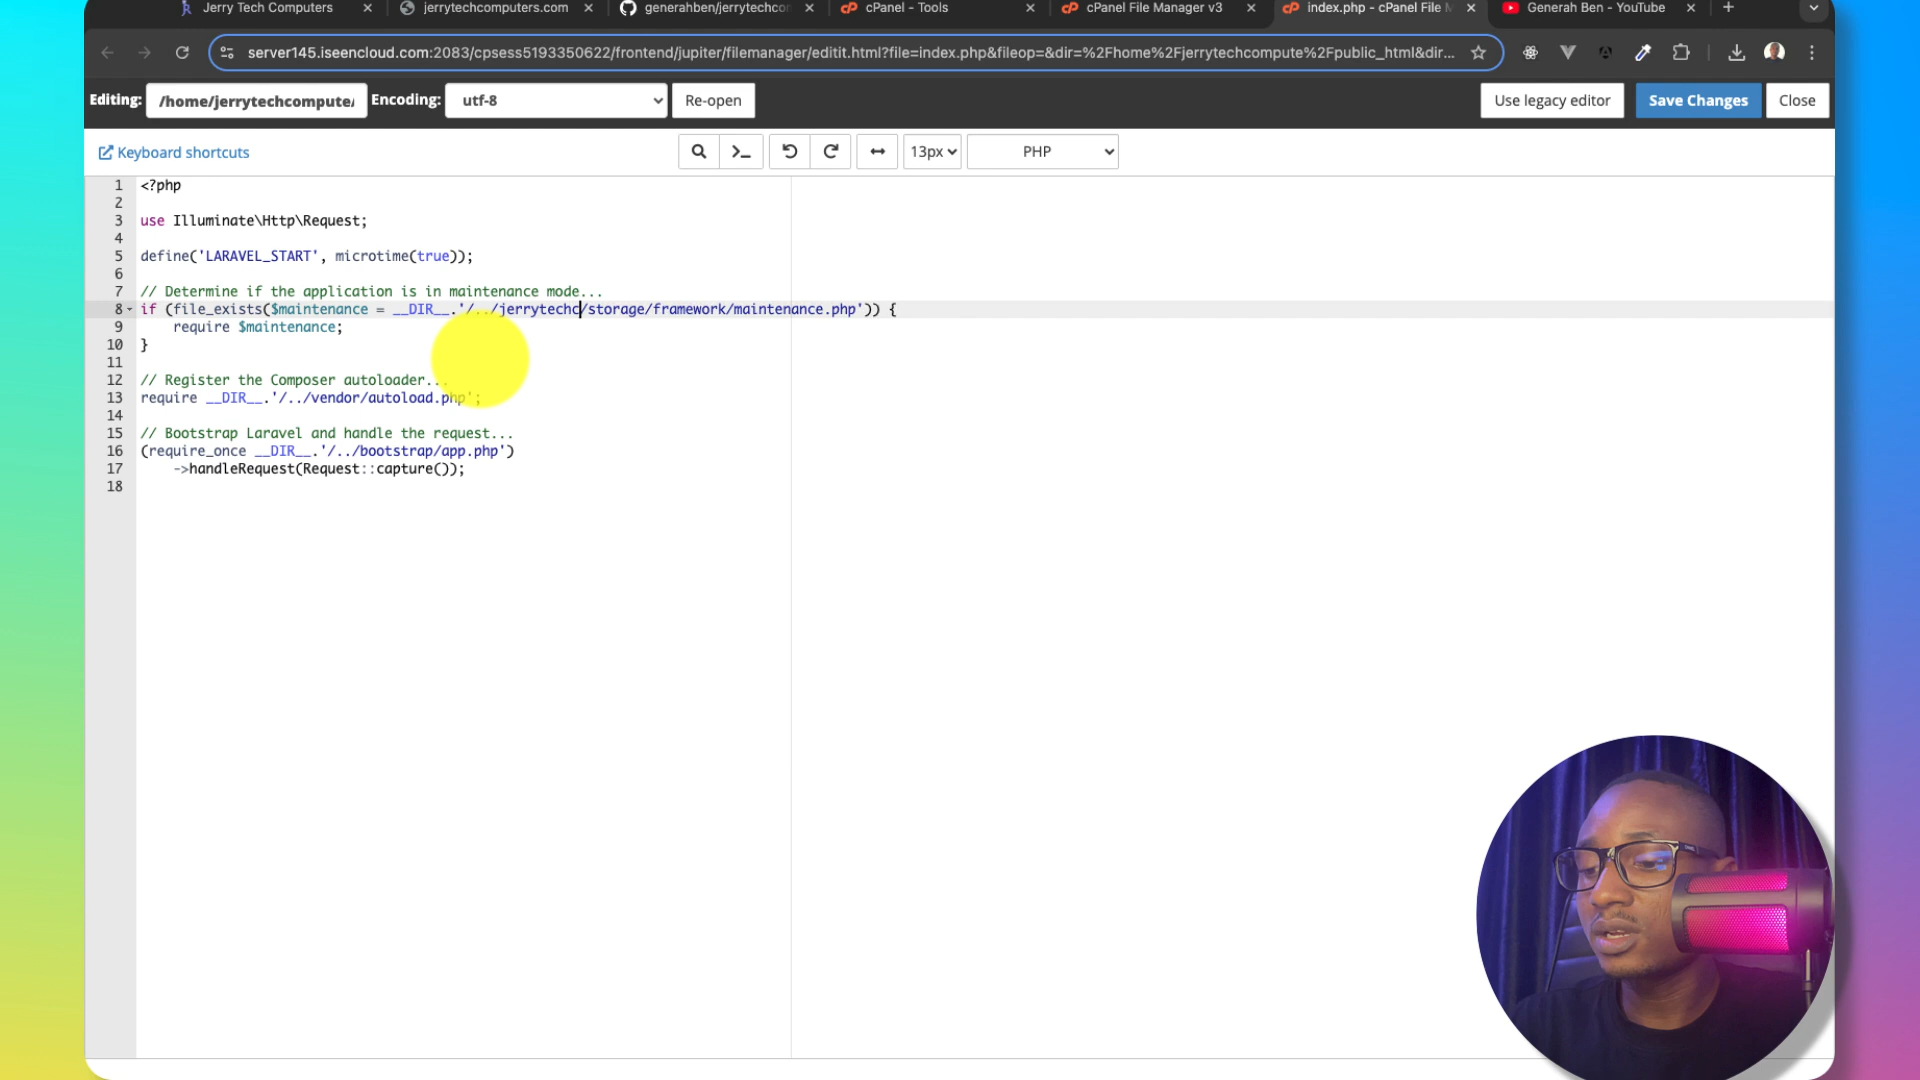 Jerry Tech Computers
jerrytechcomputers.com
generahben/jerrytechcor
cPanel - Tools
cPanel File Manager v3
index.php - cPanel File M
Generah Ben - YouTube
server145.iseencloud.com:2083/cpsess5193350622/frontend/jupiter/filemanager/editit.html?file=index.php&fileop=&dir=%2Fhome%2Fjerrytechcompute%2Fpublic_html&dir...
Editing: /home/jerrytechcompute/ Encoding: utf-8 Re-open Use legacy editor Save Changes Close
Keyboard shortcuts 13px PHP
1 <?php
2
3 use Illuminate\Http\Request;
4
5 define('LARAVEL_START', microtime(true));
6
7 // Determine if the application is in maintenance mode...
8 if (file_exists($maintenance = __DIR__.'/../jerrytechc/storage/framework/maintenance.php')) {
9 require $maintenance;
10 }
11
12 // Register the Composer autoloader...
13 require __DIR__.'/../vendor/autoload.php';
14
15 // Bootstrap Laravel and handle the request...
16 (require_once __DIR__.'/../bootstrap/app.php')
17 ->handleRequest(Request::capture());
18